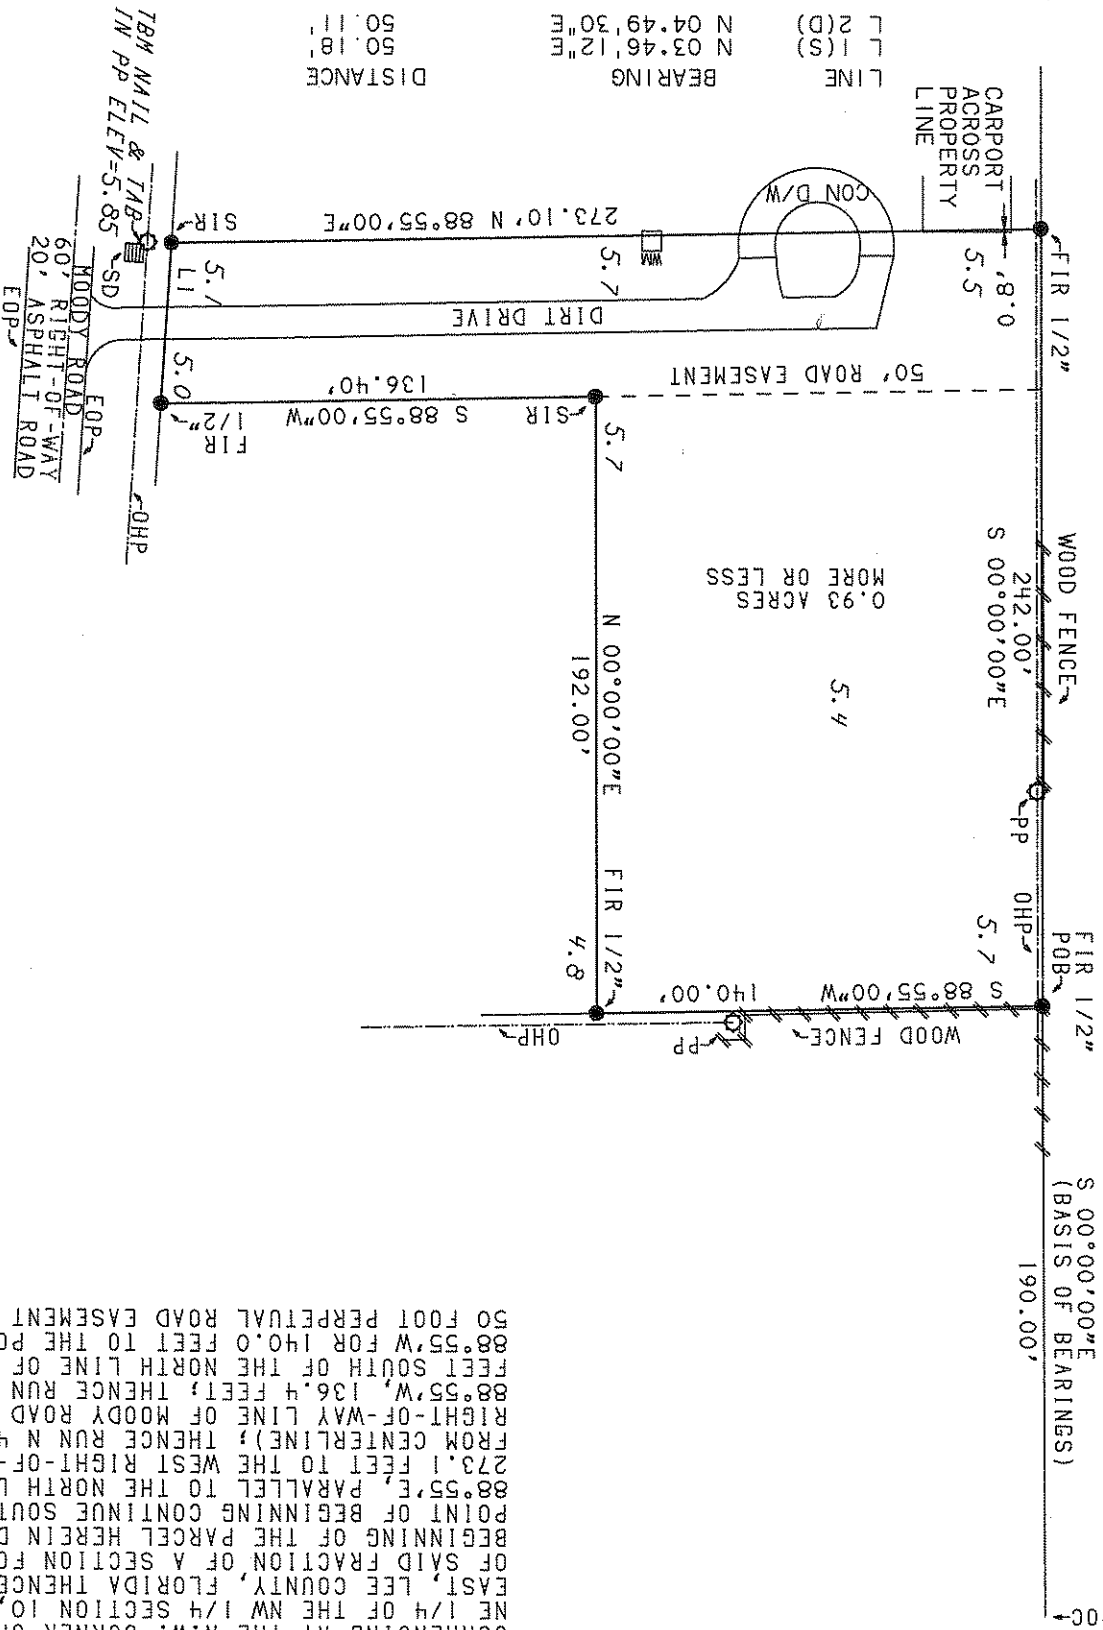 COMMENCING AT THE N.W. CORNER OF
NE 1/4 OF THE NW 1/4 SECTION 10,
EAST, LEE COUNTY, FLORIDA THENCE
OF SAID FRACTION OF A SECTION FO
BEGINNING OF THE PARCEL HEREIN D
POINT OF BEGINNING CONTINUE SOUT
88°55'E, PARALLEL TO THE NORTH L
273.1 FEET TO THE WEST RIGHT-OF-
FROM CENTERLINE); THENCE RUN N 4
RIGHT-OF-WAY LINE OF MOODY ROAD
88°55'W, 136.4 FEET; THENCE RUN
FEET SOUTH OF THE NORTH LINE OF
88°55'W FOR 140.0 FEET TO THE PO
50 FOOT PERPETUAL ROAD EASEMENT
S 00°00'00"E
(BASIS OF BEARINGS)
190.00'
FIR 1/2"
POB
OHP
PP
5.7
S 88°55'00"W 140.00'
WOOD FENCE
PP
OHP
FIR 1/2"
4.8
WOOD FENCE
242.00'
S 00°00'00"E
N 00°00'00"E
192.00'
5.4
0.93 ACRES
MORE OR LESS
5.7
SIR
S 88°55'00"W
136.40'
FIR
1/2"
5.0
50' ROAD EASEMENT
DIRT DRIVE
FIR 1/2"
0.8'
5.5
CON D/W
5.7
WM
273.10' N 88°55'00"E
SIR
5.1
L1
SD
OHP
EOP
MOODY ROAD
60' RIGHT-OF-WAY
20' ASPHALT ROAD
EOP
CARPORT
ACROSS
PROPERTY
LINE
TBM NAIL & TAB
IN PP ELEV=5.85
LINE BEARING DISTANCE
L 1(S) N 03°46'12"E 50.18'
L 2(D) N 04°49'30"E 50.11'